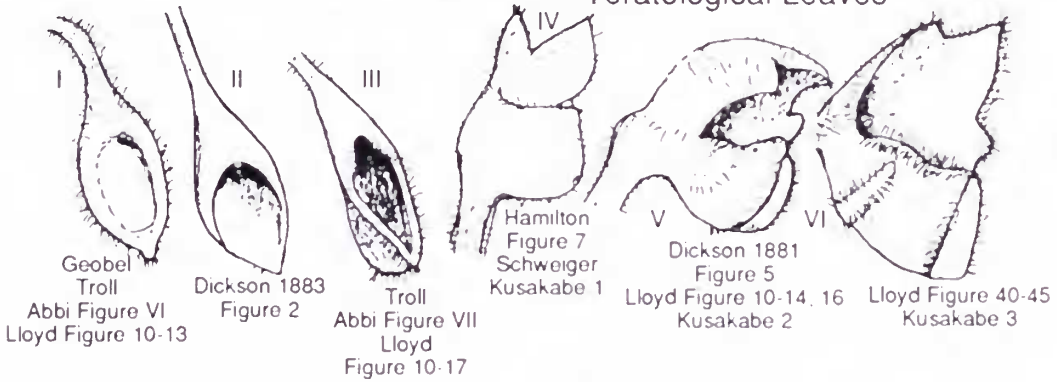 Teratological Leaves
I
II
III
IV
V
VI
Geobel
Troll
Abbi Figure VI
Lloyd Figure 10-13
Dickson 1883
Figure 2
Troll
Abbi Figure VII
Lloyd
Figure 10-17
Hamilton
Figure 7
Schweiger
Kusakabe 1
Dickson 1881
Figure 5
Lloyd Figure 10-14, 16
Kusakabe 2
Lloyd Figure 40-45
Kusakabe 3